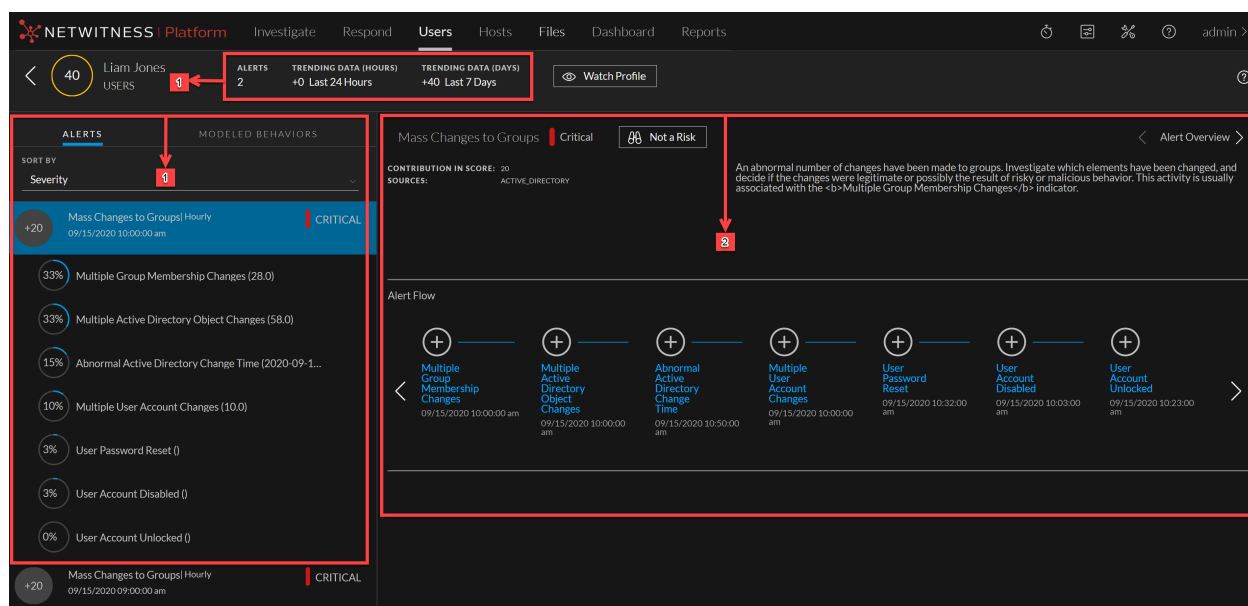 NETWITNESS | Platform Investigate Respond Users Hosts Files Dashboard Reports admin >
40 Liam Jones
USERS
1
ALERTS TRENDING DATA (HOURS) TRENDING DATA (DAYS)
2 +0 Last 24 Hours +40 Last 7 Days
Watch Profile
ALERTS MODELED BEHAVIORS
SORT BY
Severity
1
+20 Mass Changes to Groups| Hourly CRITICAL
09/15/2020 10:00:00 am
33% Multiple Group Membership Changes (28.0)
33% Multiple Active Directory Object Changes (58.0)
15% Abnormal Active Directory Change Time (2020-09-1...
10% Multiple User Account Changes (10.0)
3% User Password Reset ()
3% User Account Disabled ()
0% User Account Unlocked ()
+20 Mass Changes to Groups| Hourly CRITICAL
09/15/2020 09:00:00 am
Mass Changes to Groups Critical Not a Risk Alert Overview
CONTRIBUTION IN SCORE: 20
SOURCES: ACTIVE_DIRECTORY
An abnormal number of changes have been made to groups. Investigate which elements have been changed, and
decide if the changes were legitimate or possibly the result of risky or malicious behavior. This activity is usually
associated with the <b>Multiple Group Membership Changes</b> indicator.
2
Alert Flow
Multiple
Group
Membership
Changes
09/15/2020 10:00:00 am
Multiple
Active
Directory
Object
Changes
09/15/2020 10:00:00
am
Abnormal
Active
Directory
Change
Time
09/15/2020 10:50:00
am
Multiple
User
Account
Changes
09/15/2020 10:00:00
am
User
Password
Reset
09/15/2020 10:32:00
am
User
Account
Disabled
09/15/2020 10:03:00
am
User
Account
Unlocked
09/15/2020 10:23:00
am